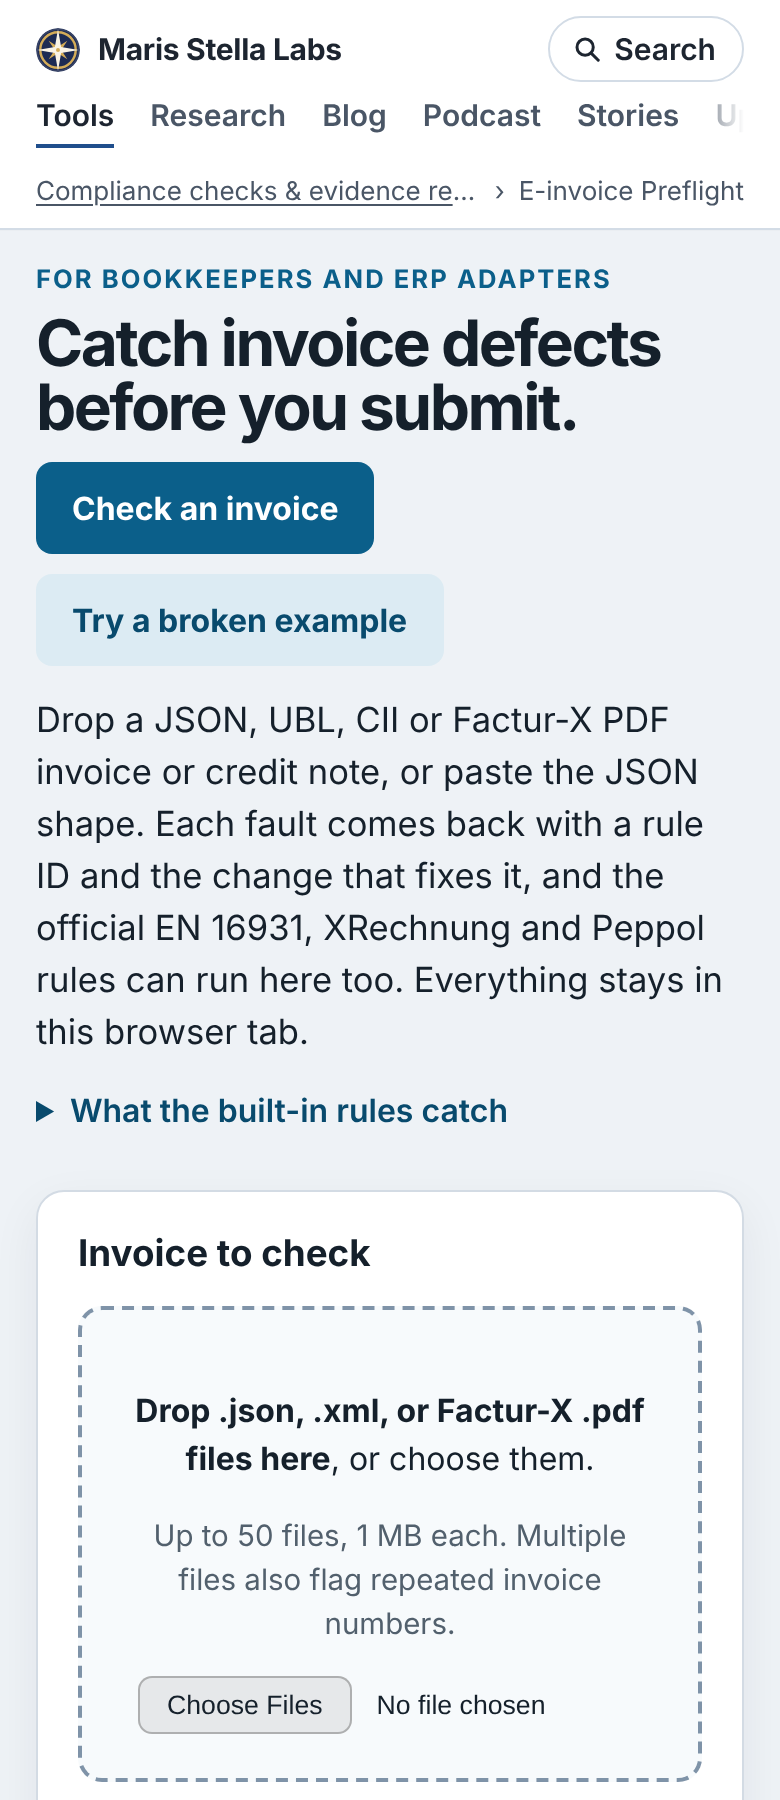 Maris Stella Labs
Search
Tools Research Blog Podcast Stories
Compliance checks & evidence re... › E-invoice Preflight
FOR BOOKKEEPERS AND ERP ADAPTERS
Catch invoice defects
before you submit.
Check an invoice
Try a broken example
Drop a JSON, UBL, CII or Factur-X PDF
invoice or credit note, or paste the JSON
shape. Each fault comes back with a rule
ID and the change that fixes it, and the
official EN 16931, XRechnung and Peppol
rules can run here too. Everything stays in
this browser tab.
What the built-in rules catch
Invoice to check
Drop .json, .xml, or Factur-X .pdf
files here, or choose them.
Up to 50 files, 1 MB each. Multiple
files also flag repeated invoice
numbers.
Choose Files No file chosen